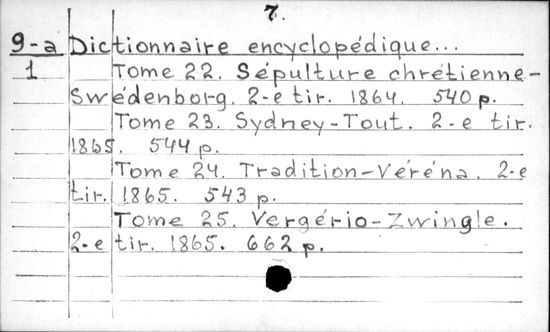 7.
9-a Dictionnaire encyclopédique...
1 Tome 22. Sépulture chrétienne-
Swédenborg. 2-e tir. 1864. 540 p.
Tome 23. Sydney-Tout. 2-e tir.
1865. 544 p.
Tome 24. Tradition-Véréna. 2-e
tir. 1865. 543 p.
Tome 25. Vergério-Zwingle.
2-e tir. 1865. 662 p.